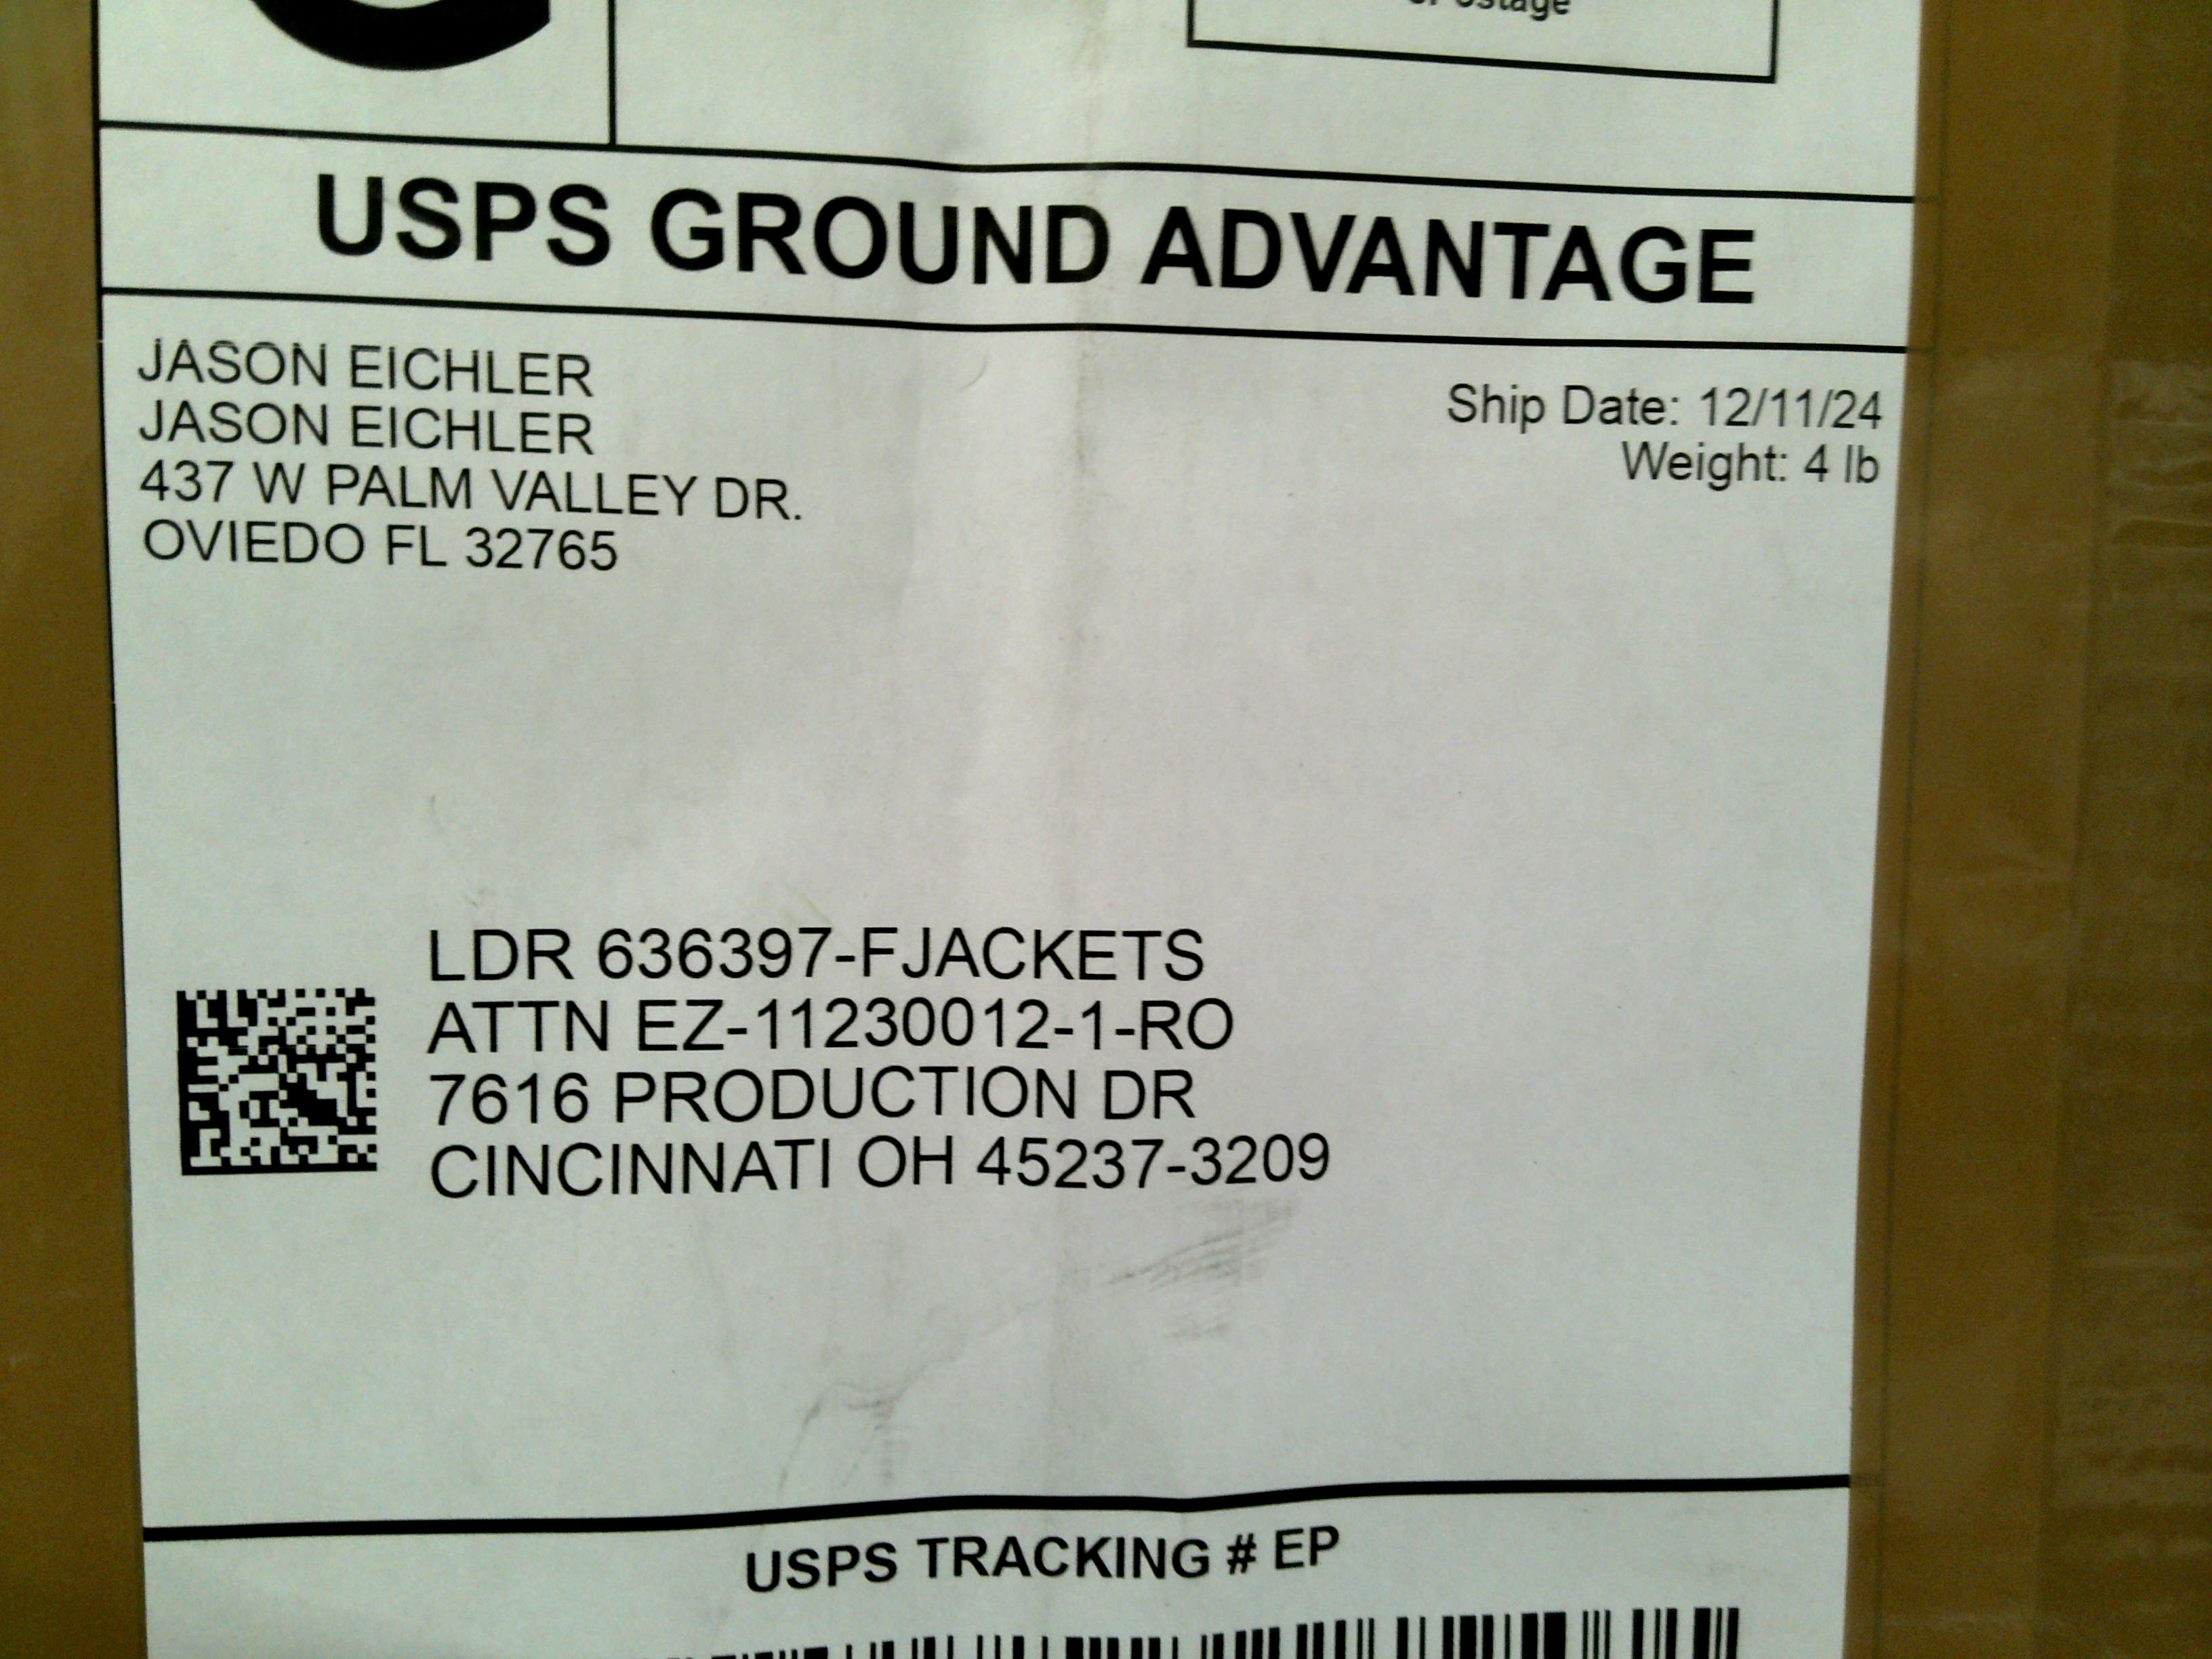 USPS GROUND ADVANTAGE
JASON EICHLER
JASON EICHLER
437 W PALM VALLEY DR.
OVIEDO FL 32765
Ship Date: 12/11/24
Weight: 4 lb
LDR 636397-FJACKETS
ATTN EZ-11230012-1-RO
7616 PRODUCTION DR
CINCINNATI OH 45237-3209
USPS TRACKING # EP